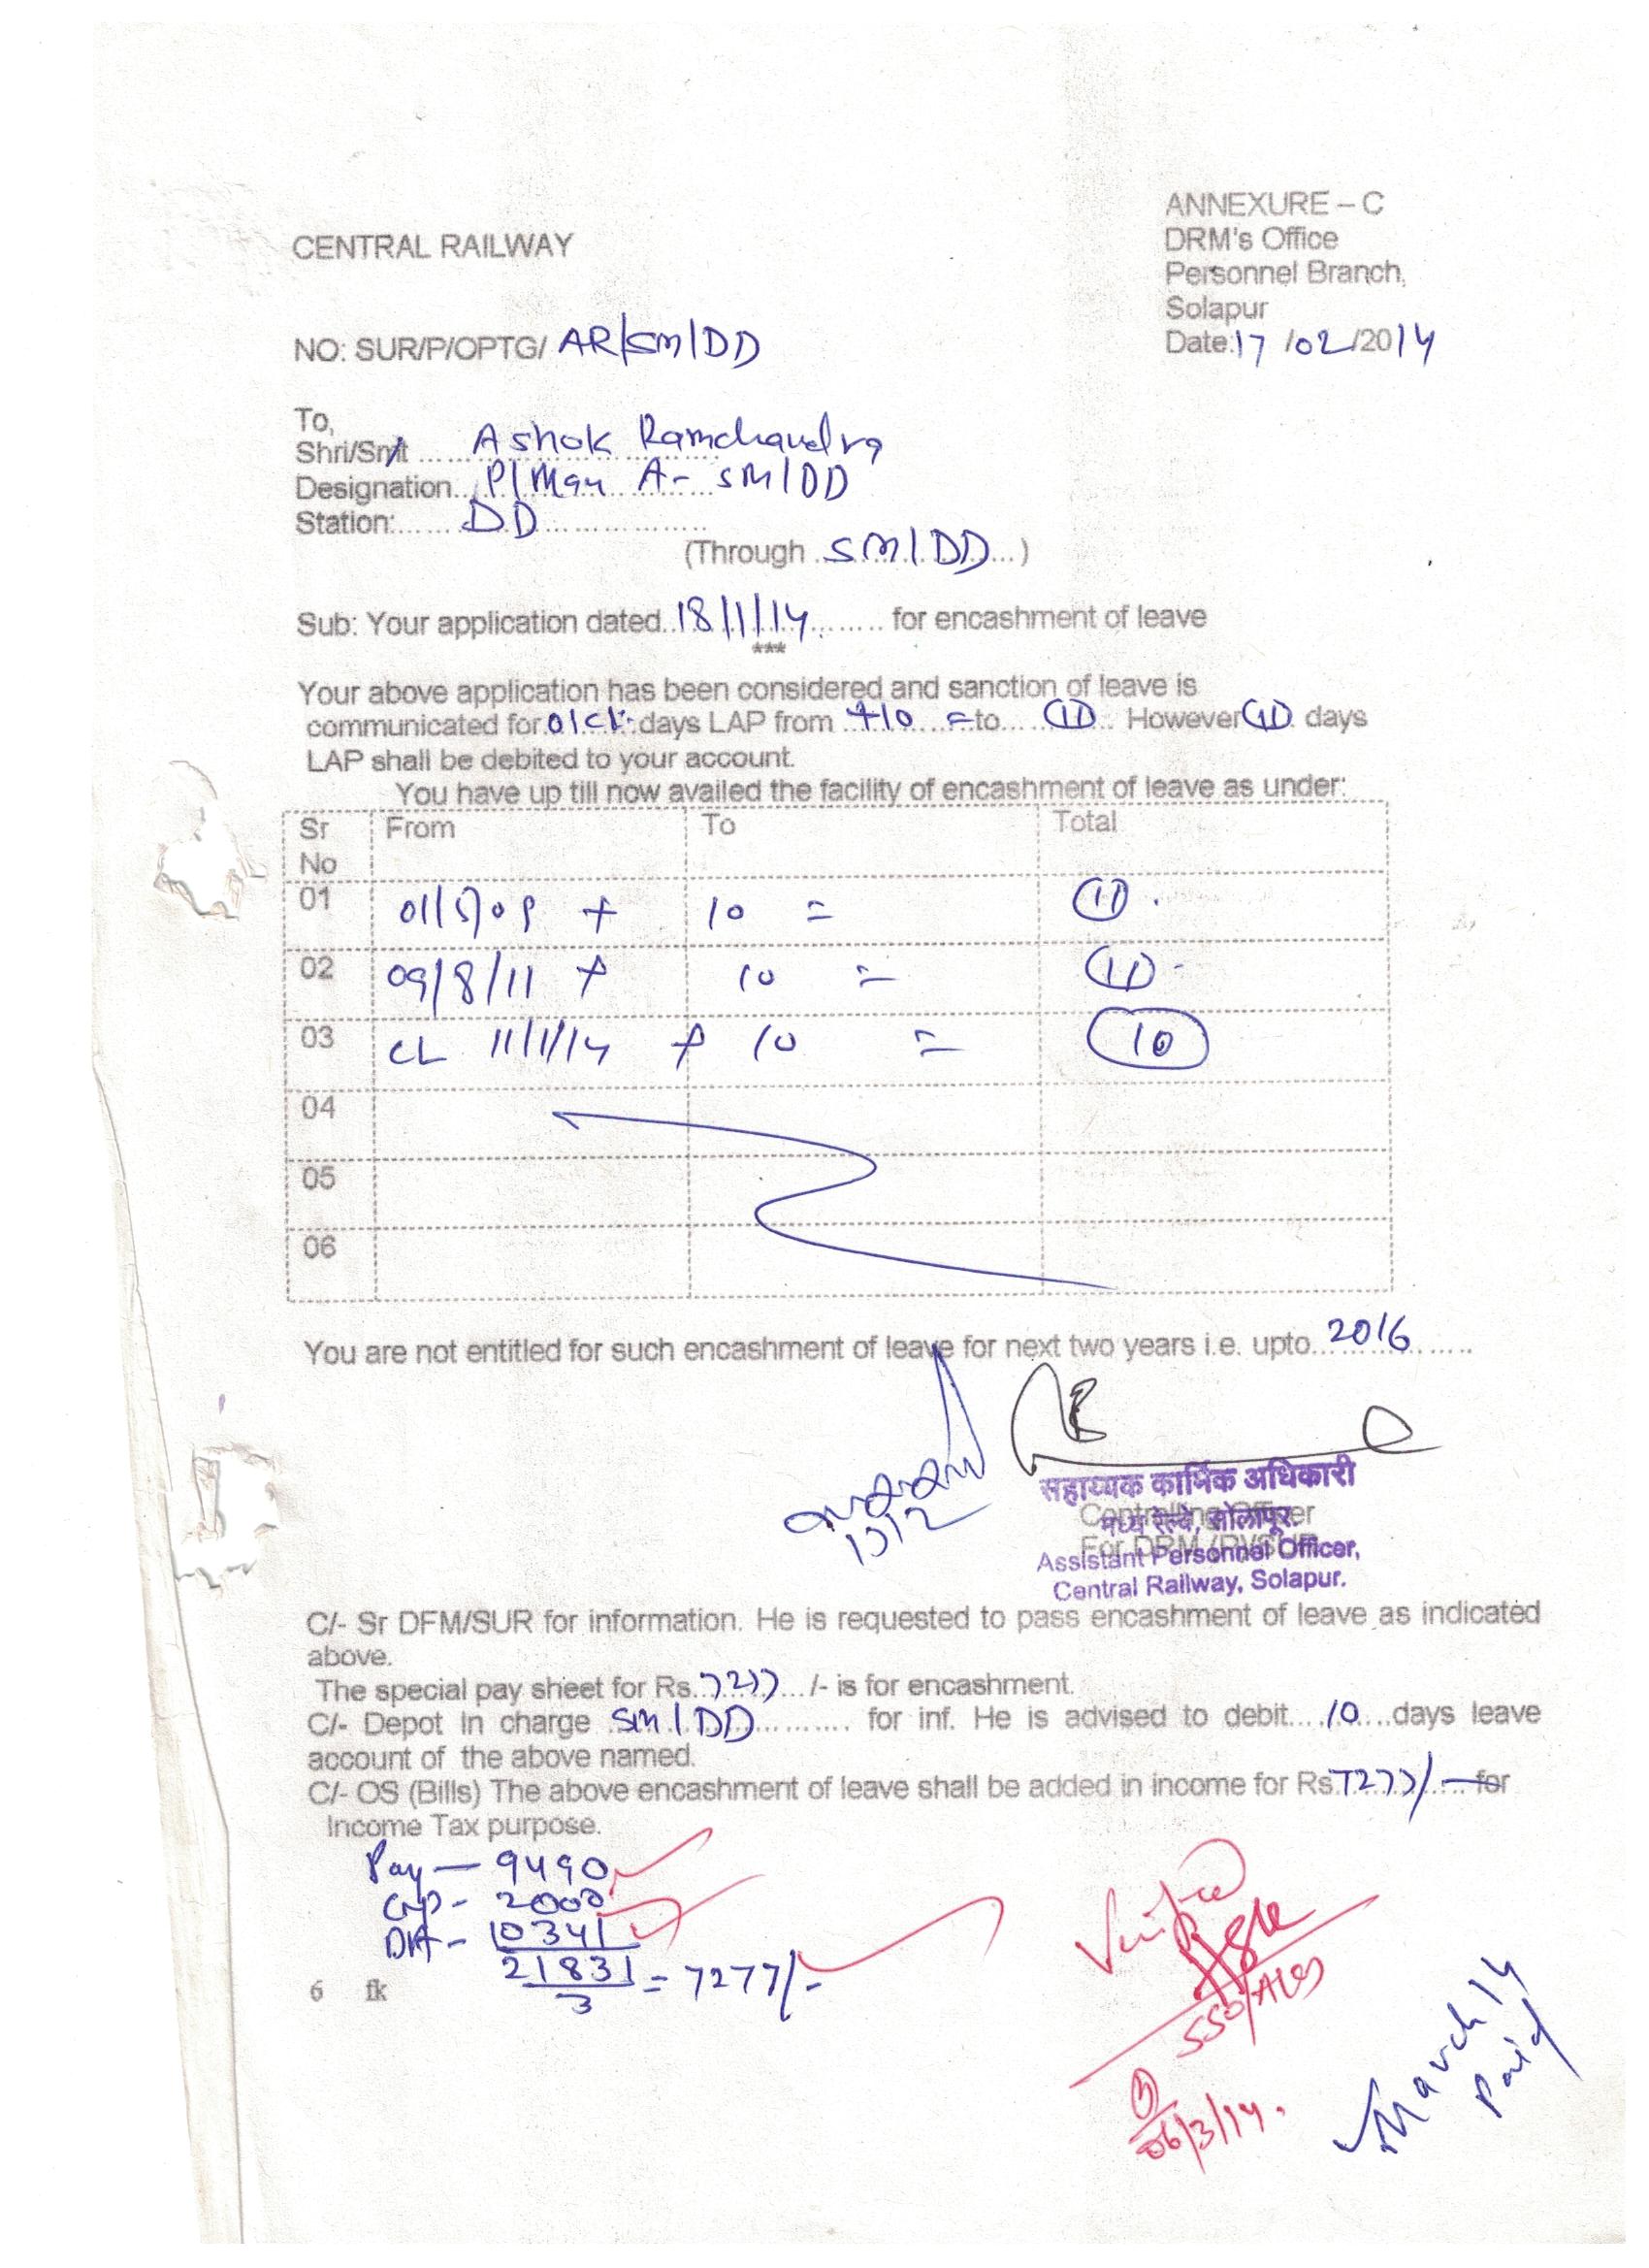 ANNEXURE – C
CENTRAL RAILWAY
DRM's Office
Personnel Branch,
Solapur
NO: SUR/P/OPTG/ AR/SM/DD
Date:17/02/2014
To,
Shri/Smt ...... Ashok Ramchandra
Designation.. P/Man A- SM/DD
Station:...... DD ....................
(Through ..SM/DD...)
Sub: Your application dated..18/1/14........ for encashment of leave
***
Your above application has been considered and sanction of leave is
communicated for.01CL.days LAP from ..+10...=to.... 11 .. However 11 . days
LAP shall be debited to your account.
You have up till now availed the facility of encashment of leave as under:
Sr No From To Total
01 01/5/09 + 10 = 11.
02 09/8/11 + 10 = 11 -
03 CL 11/1/14 + 10 = 10
04
05
06
You are not entitled for such encashment of leave for next two years i.e. upto...2016......
17/2
सहाय्यक कार्मिक अधिकारी
Controlling Officer
मध्य रेल्वे, सोलापूर.
For DRM
Assistant Personnel Officer,
Central Railway, Solapur.
C/- Sr DFM/SUR for information. He is requested to pass encashment of leave as indicated
above.
The special pay sheet for Rs.7277.../- is for encashment.
C/- Depot In charge .SM/DD.......... for inf. He is advised to debit....10....days leave
account of the above named.
C/- OS (Bills) The above encashment of leave shall be added in income for Rs.7277/-.... for
Income Tax purpose.
Pay — 9490
GP - 2000
DA - 10341
21831 = 7277/-
3
6 fk
Verified
SSO/
06/3/14.
March 14
Paid